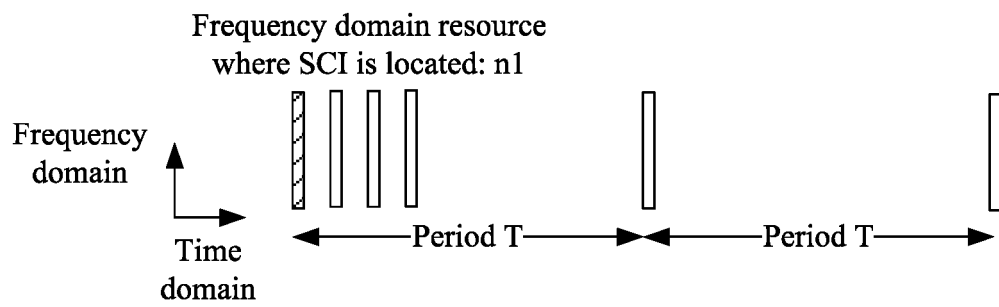 Frequency domain resource
where SCI is located: n1
Frequency
domain
Time
domain
Period T
Period T